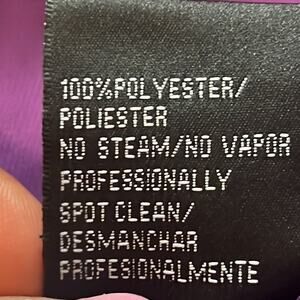 100%POLYESTER/
POLIESTER
NO STEAM/NO VAPOR
PROFESSIONALLY
SPOT CLEAN/
DESMANCHAR
PROFESIONALMENTE